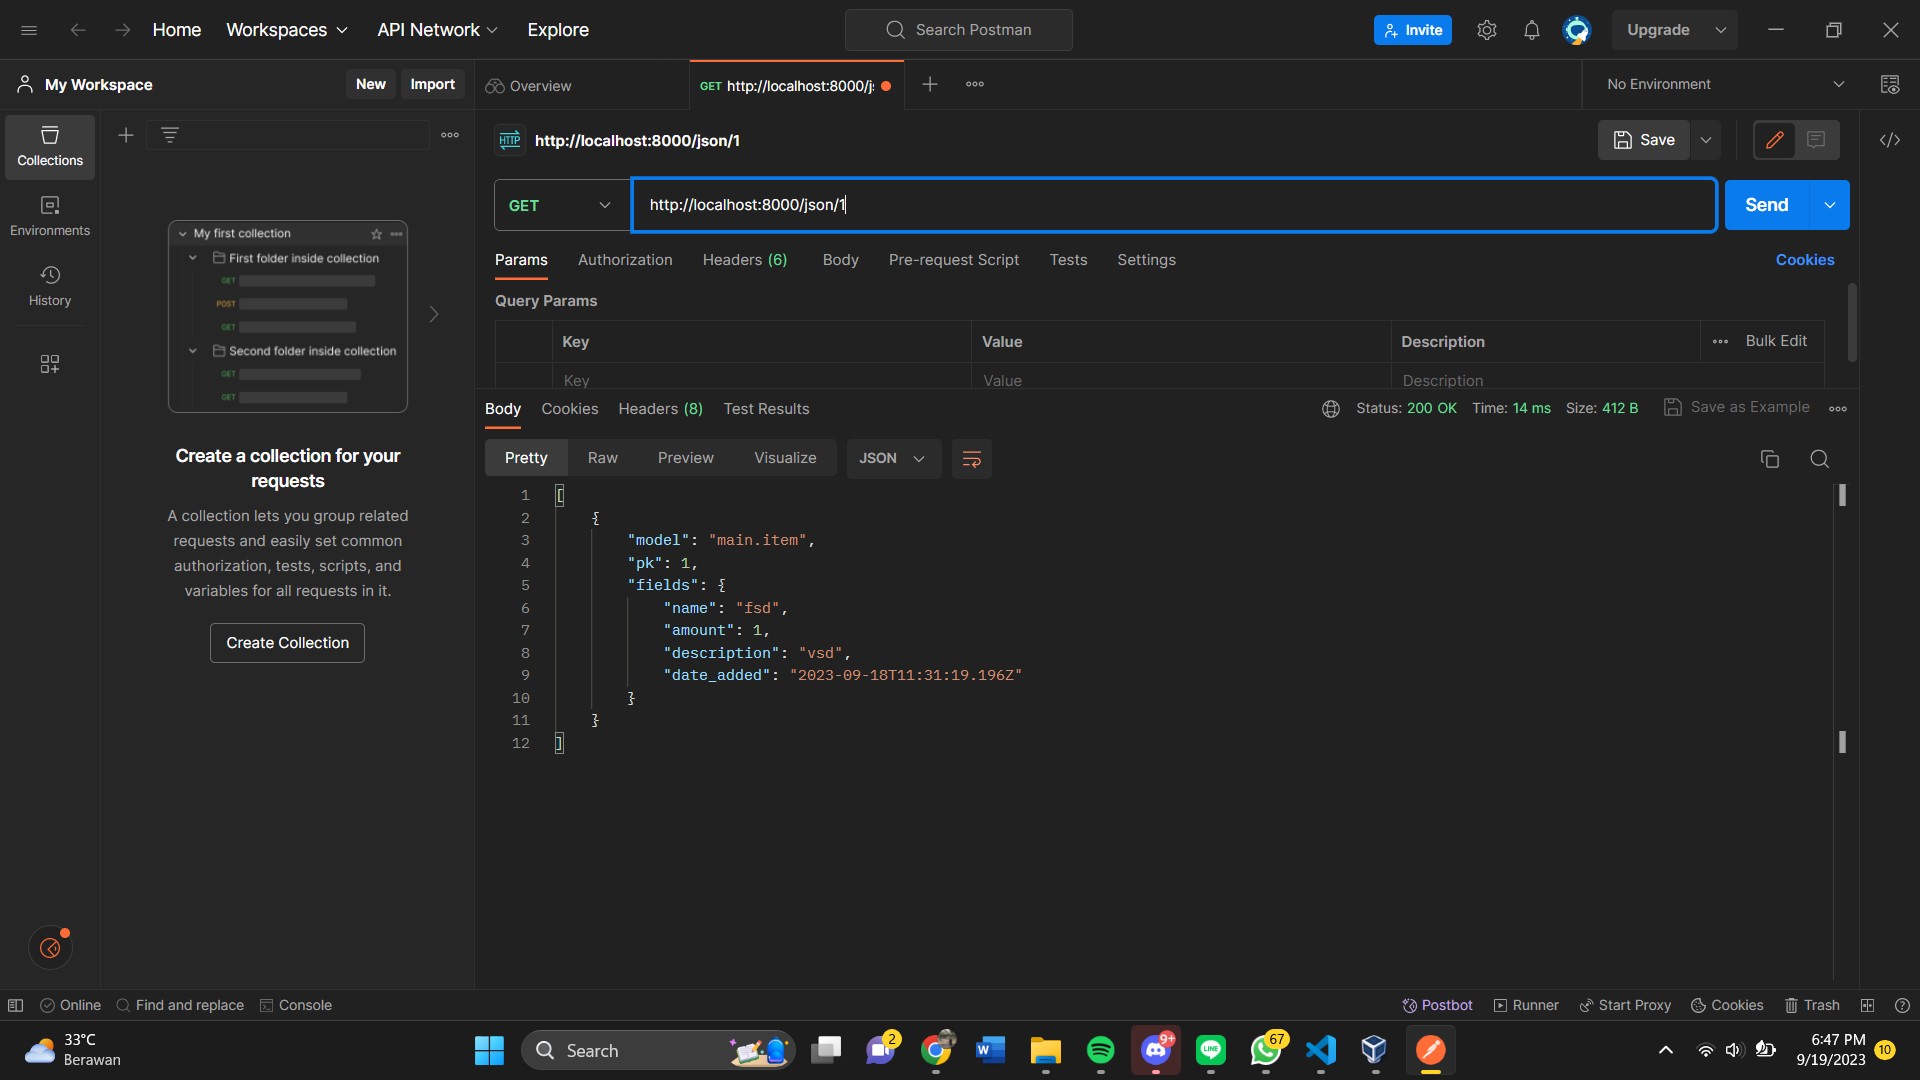 Home
Workspaces
API Network
Explore
Search Postman
Invite
Upgrade
My Workspace
New
Import
Overview
GET http://localhost:8000/j
No Environment
Collections
Environments
History
My first collection
First folder inside collection
GET
POST
GET
Second folder inside collection
GET
GET
Create a collection for your
requests
A collection lets you group related
requests and easily set common
authorization, tests, scripts, and
variables for all requests in it.
Create Collection
HTTP http://localhost:8000/json/1
Save
GET
http://localhost:8000/json/1
Send
Params Authorization Headers (6) Body Pre-request Script Tests Settings
Cookies
Query Params
Key Value Description Bulk Edit
Key Value Description
Body Cookies Headers (8) Test Results
Status: 200 OK Time: 14 ms Size: 412 B Save as Example
Pretty Raw Preview Visualize JSON
1 [
2 {
3 "model": "main.item",
4 "pk": 1,
5 "fields": {
6 "name": "fsd",
7 "amount": 1,
8 "description": "vsd",
9 "date_added": "2023-09-18T11:31:19.196Z"
10 }
11 }
12 ]
Online Find and replace Console
Postbot Runner Start Proxy Cookies Trash
33°C
Berawan
Search
2
9+
LINE
67
6:47 PM
9/19/2023
10